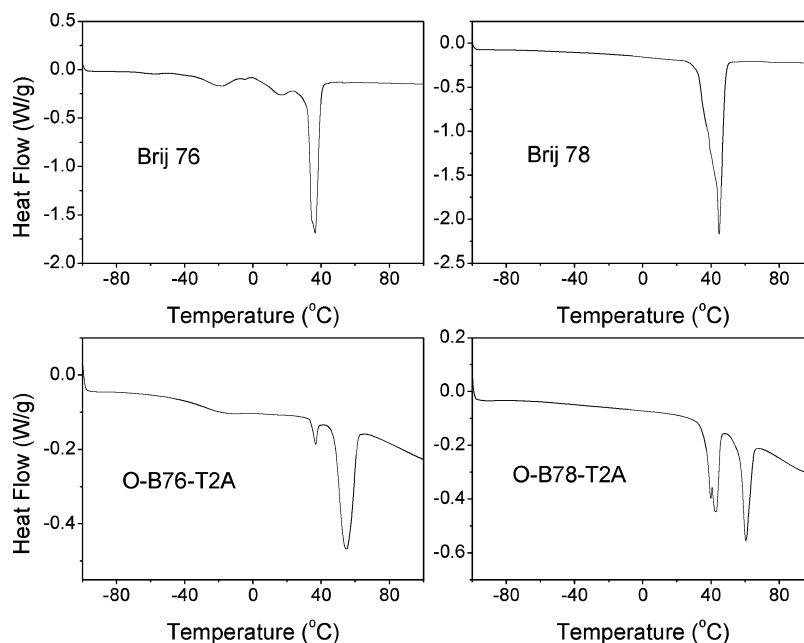 0.5
0.0
-0.5
-1.0
-1.5
-2.0
Heat Flow (W/g)
Brij 76
-80 -40 0 40 80
Temperature (°C)
0.0
-0.5
-1.0
-1.5
-2.0
-2.5
Brij 78
-80 -40 0 40 80
Temperature (°C)
0.0
-0.2
-0.4
Heat Flow (W/g)
O-B76-T2A
-80 -40 0 40 80
Temperature (°C)
0.2
0.0
-0.2
-0.4
-0.6
O-B78-T2A
-80 -40 0 40 80
Temperature (°C)